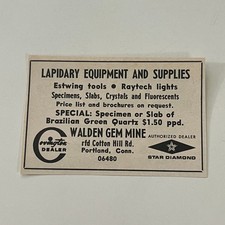 LAPIDARY EQUIPMENT AND SUPPLIES
Estwing tools • Raytech lights
Specimens, Slabs, Crystals and Fluorescents
Price list and brochures on request.
SPECIAL: Specimen or Slab of
Brazilian Green Quartz $1.50 ppd.
WALDEN GEM MINE
rfd Cotton Hill Rd.
Portland, Conn.
06480
Covington
DEALER
AUTHORIZED DEALER
STAR DIAMOND